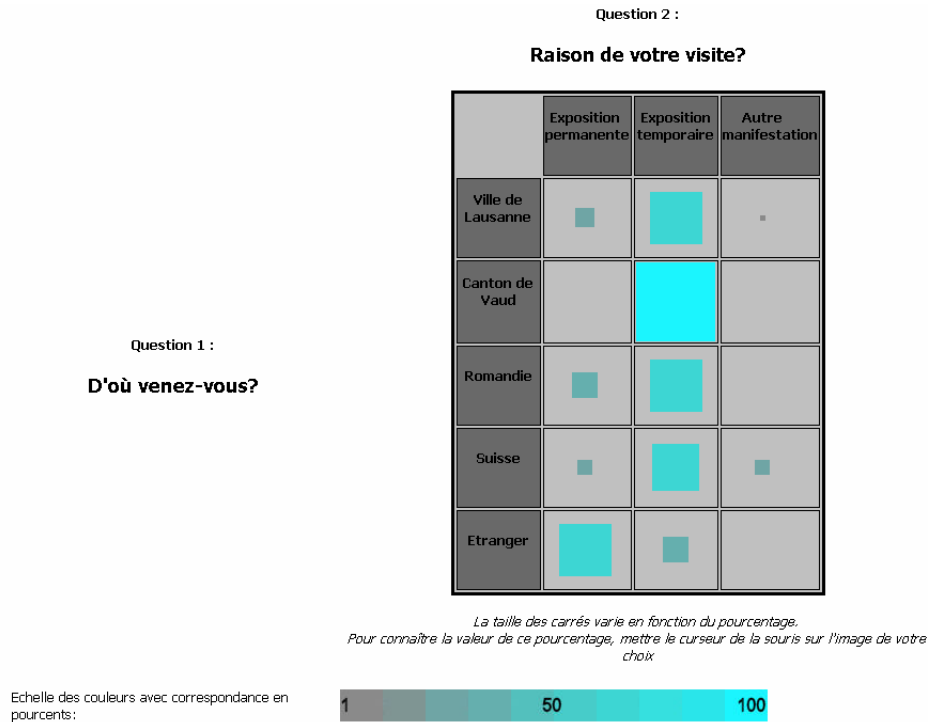 Question 2 :
Raison de votre visite?
Exposition permanente
Exposition temporaire
Autre manifestation
Ville de Lausanne
Canton de Vaud
Question 1 :
D'où venez-vous?
Romandie
Suisse
Etranger
La taille des carrés varie en fonction du pourcentage.
Pour connaître la valeur de ce pourcentage, mettre le curseur de la souris sur l'image de votre
choix
Echelle des couleurs avec correspondance en
pourcents:
1 50 100